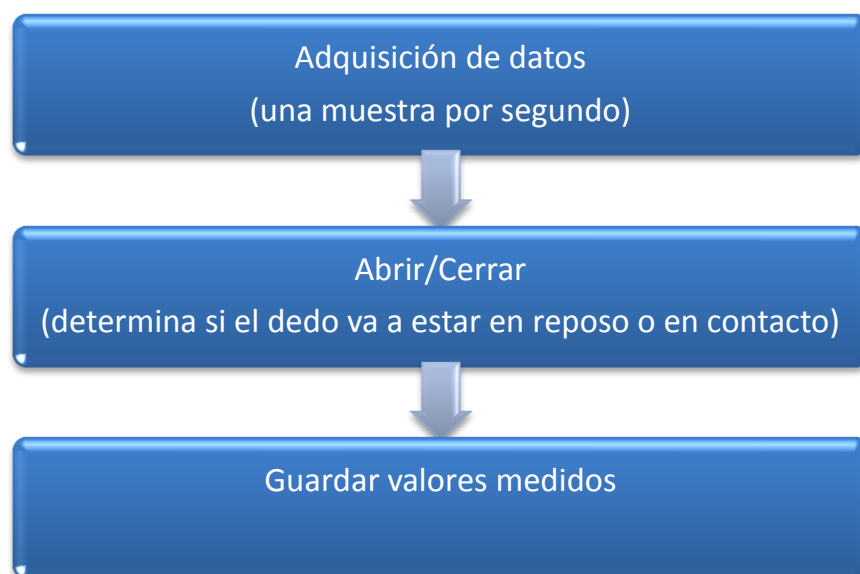 Adquisición de datos
(una muestra por segundo)
Abrir/Cerrar
(determina si el dedo va a estar en reposo o en contacto)
Guardar valores medidos